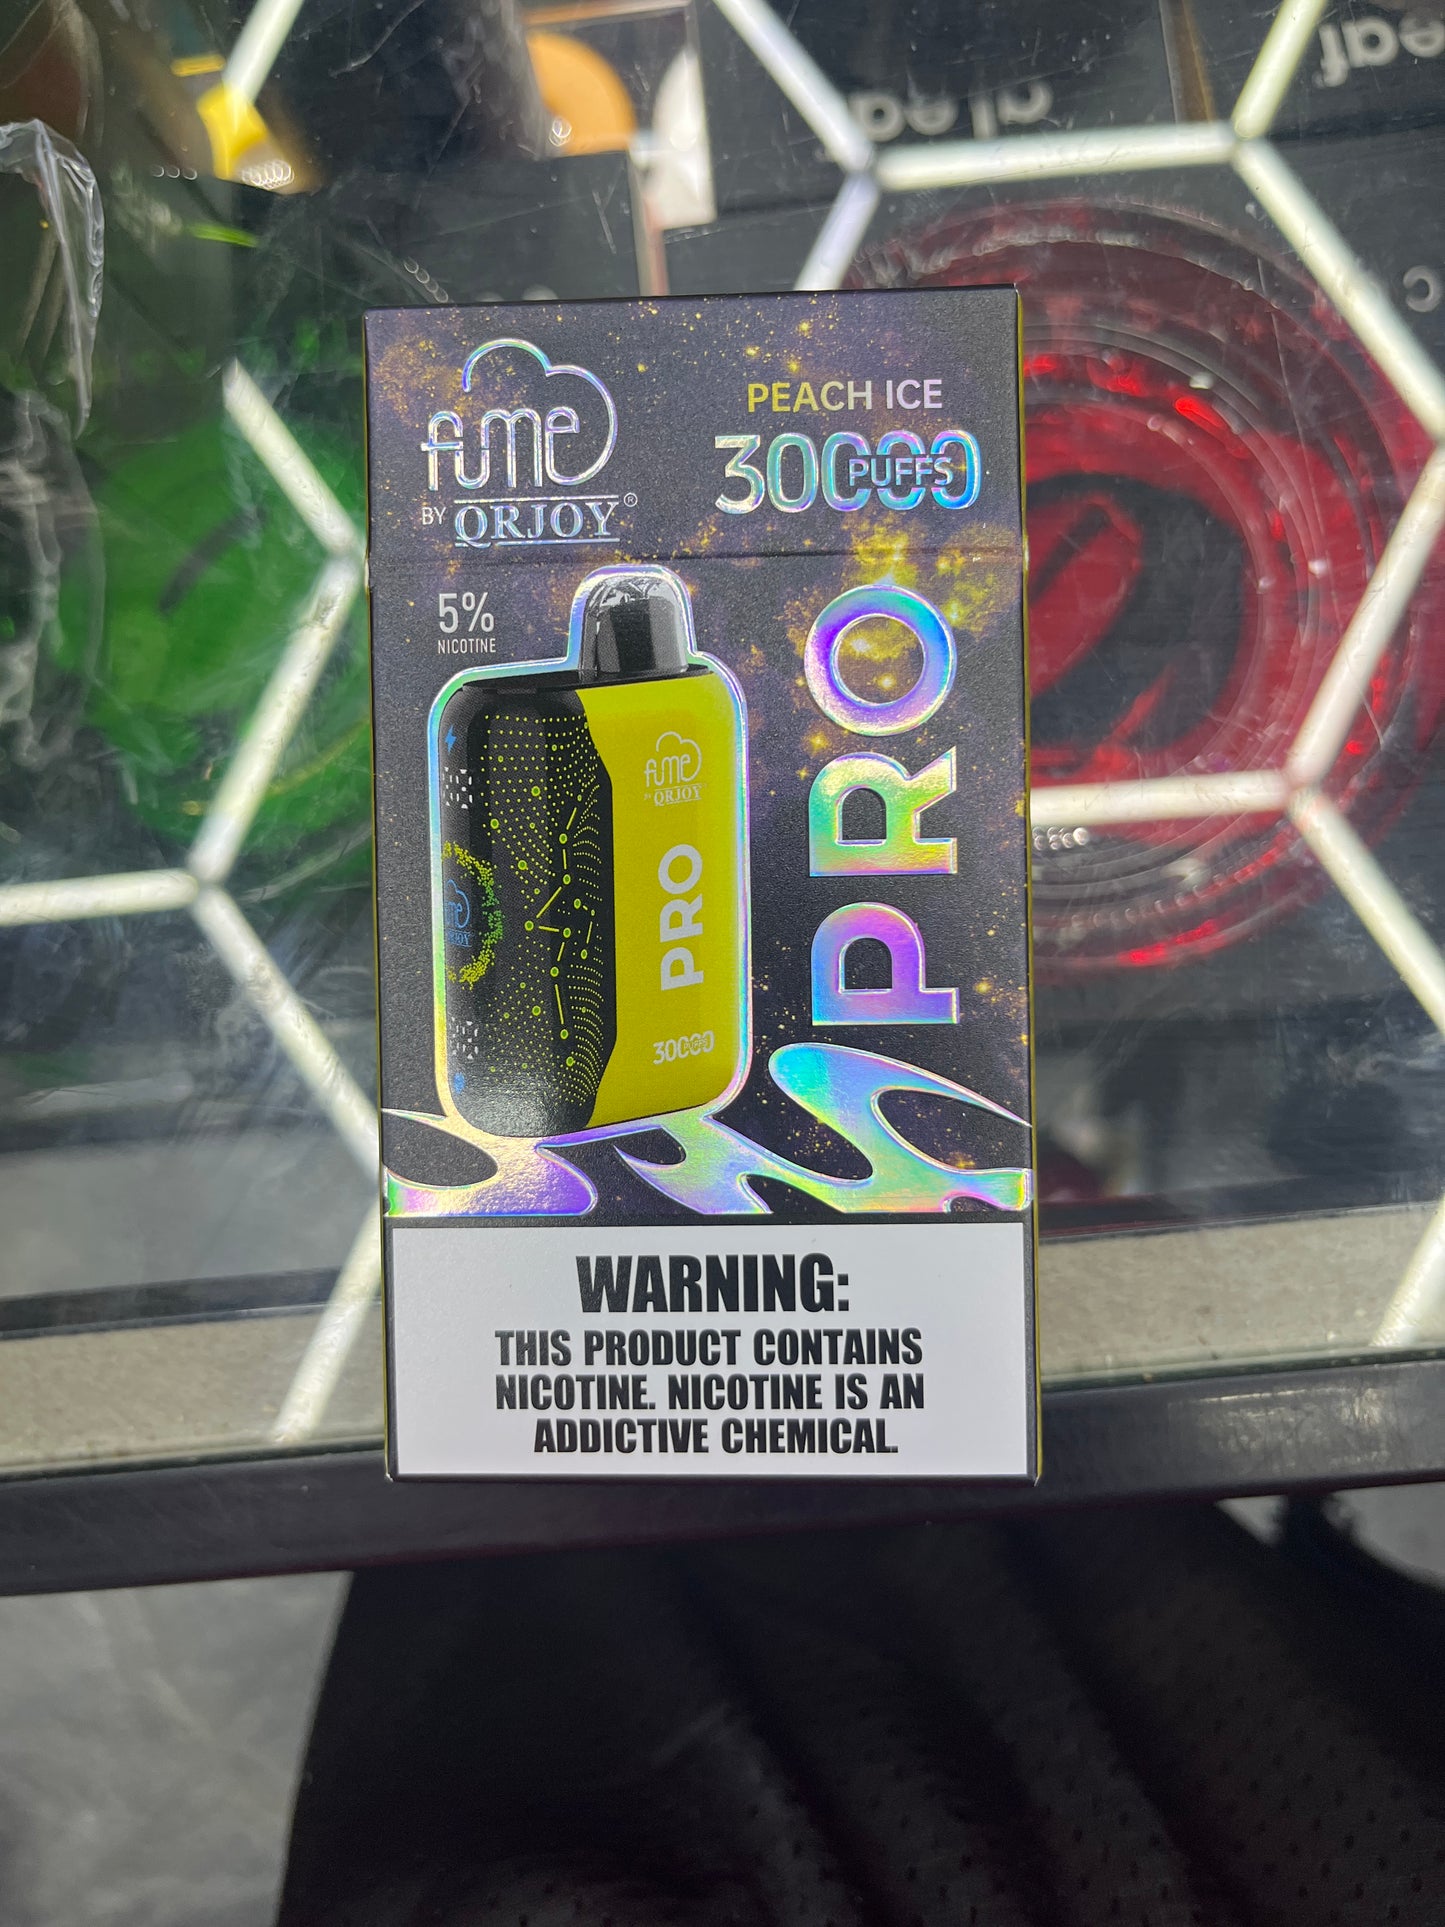 fume
BY QRJOY®
PEACH ICE
30000
PUFFS
5%
NICOTINE
fume
BY QRJOY
PRO
30000
PUFFS
PRO
WARNING:
THIS PRODUCT CONTAINS
NICOTINE. NICOTINE IS AN
ADDICTIVE CHEMICAL.